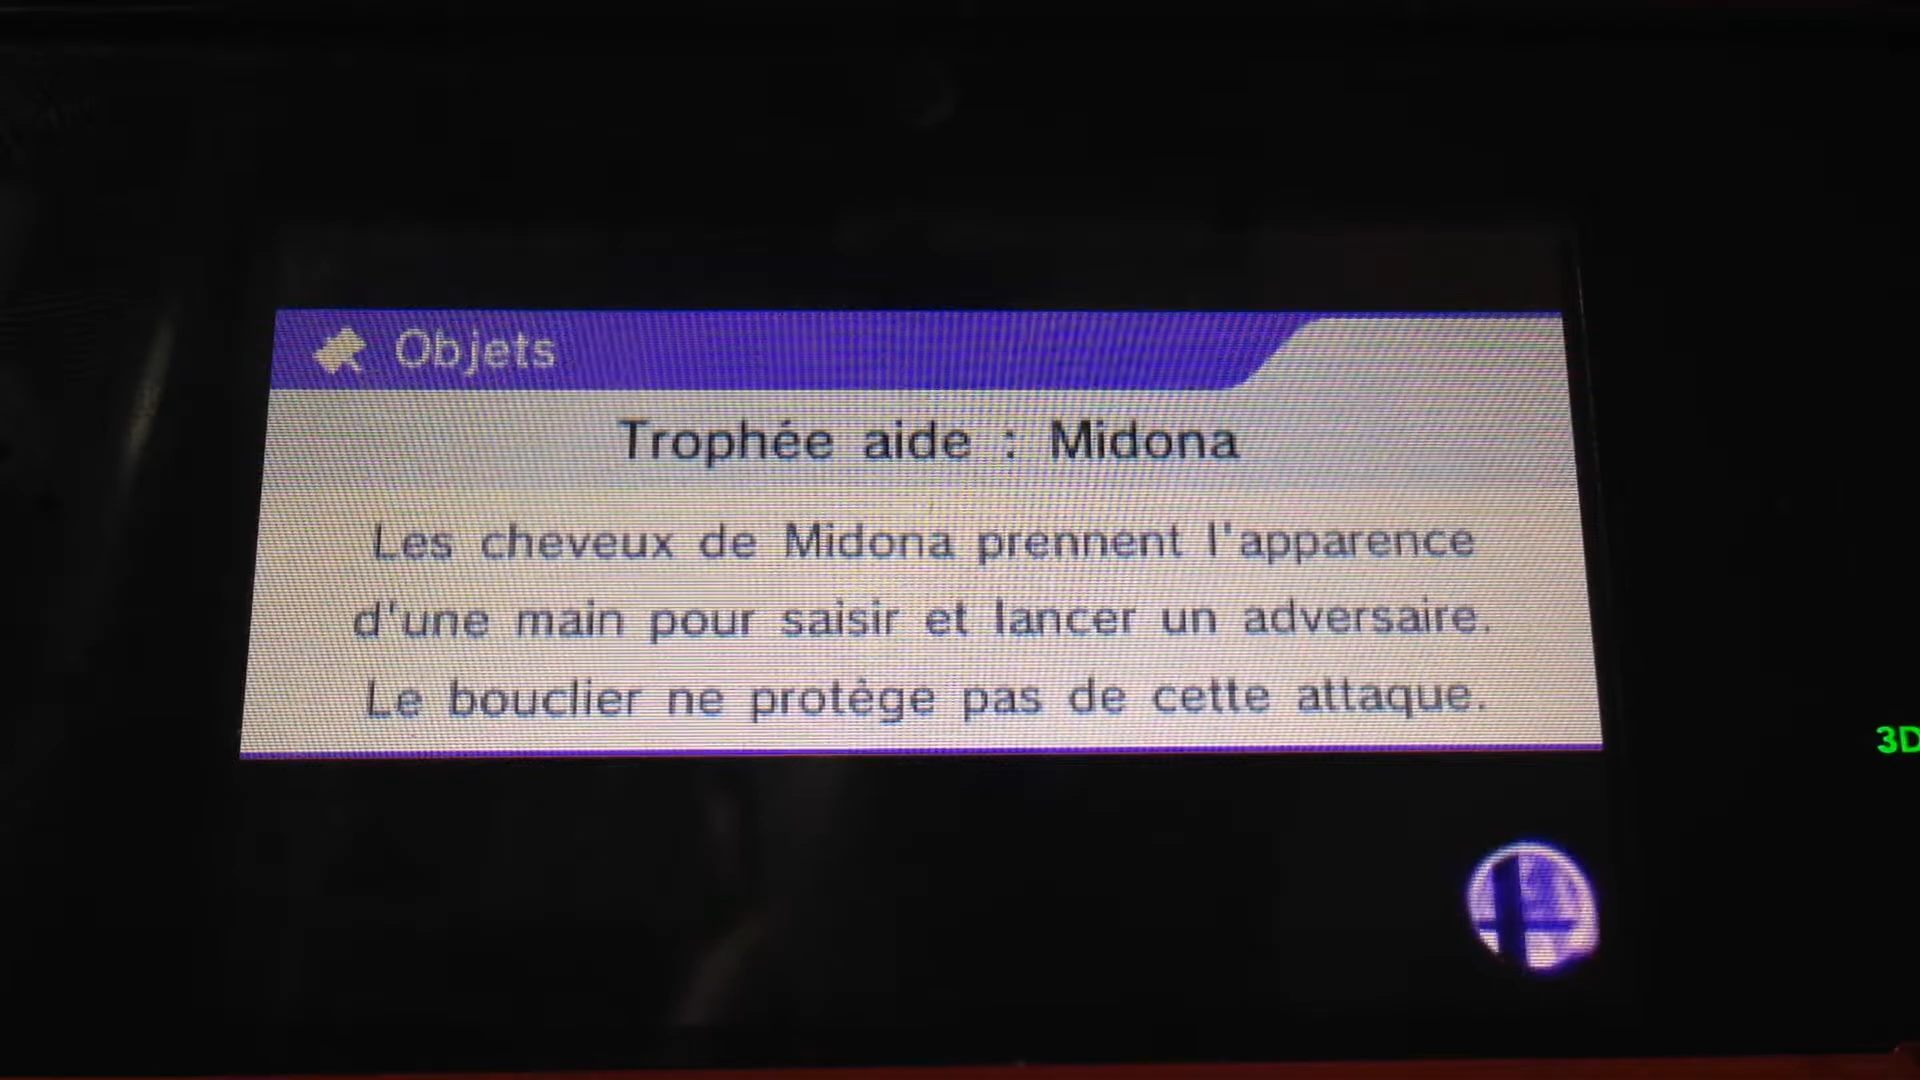 Objets
Trophée aide : Midona
Les cheveux de Midona prennent l'apparence
d'une main pour saisir et lancer un adversaire.
Le bouclier ne protège pas de cette attaque.
3D